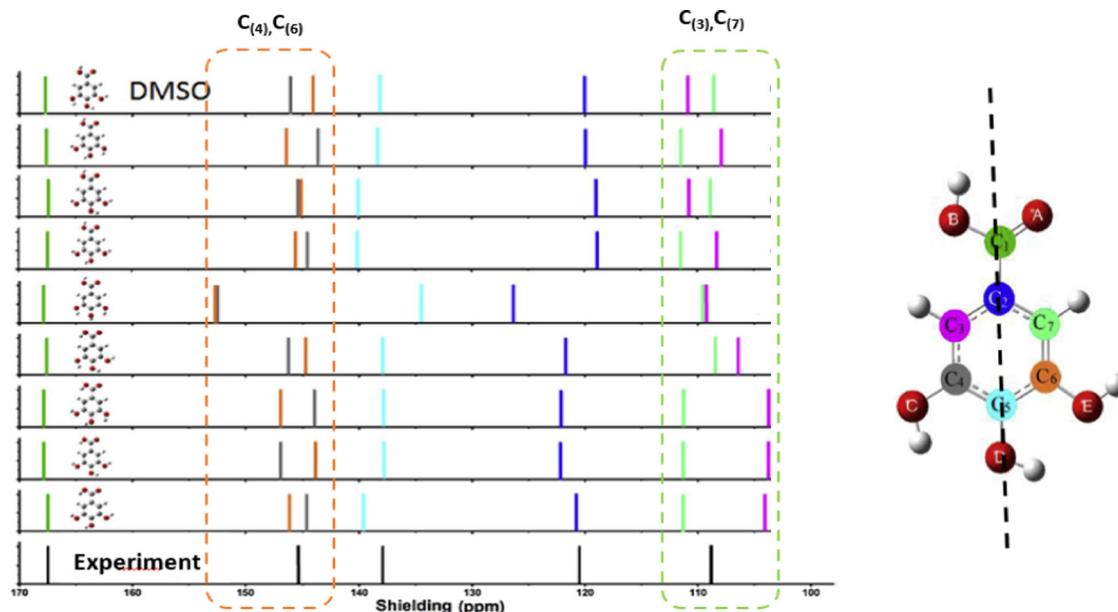 C(4),C(6)
C(3),C(7)
DMSO
Experiment
170
160
150
140
130
120
110
100
Shielding (ppm)
B
A
C1
C2
C3
C7
C4
C6
C5
C
E
D